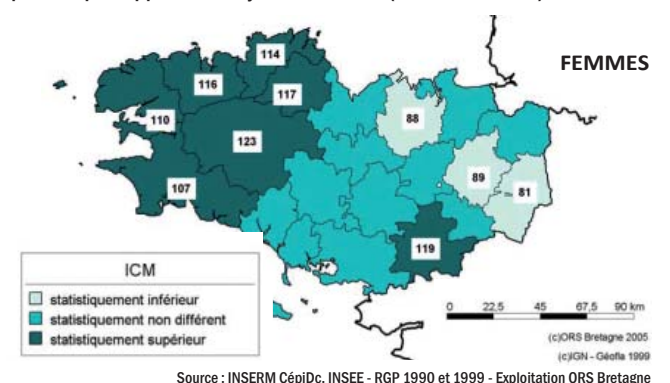 FEMMES
114
116
117
88
110
123
89
81
107
119
ICM
statistiquement inférieur
statistiquement non différent
statistiquement supérieur
0 22,5 45 67,5 90 km
(c)ORS Bretagne 2005
(c)IGN - Géofla 1999
Source : INSERM CépiDc, INSEE - RGP 1990 et 1999 - Exploitation ORS Bretagne